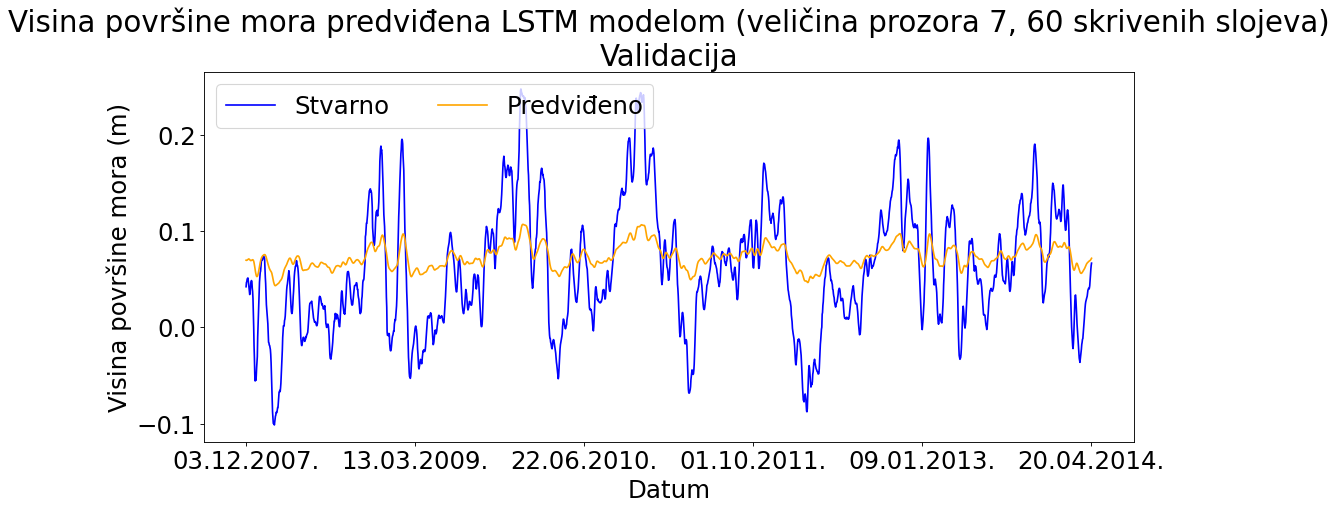 Visina površine mora predviđena LSTM modelom (veličina prozora 7, 60 skrivenih slojeva)
Validacija
Stvarno Predviđeno
Visina površine mora (m)
0.2
0.1
0.0
−0.1
03.12.2007. 13.03.2009. 22.06.2010. 01.10.2011. 09.01.2013. 20.04.2014.
Datum